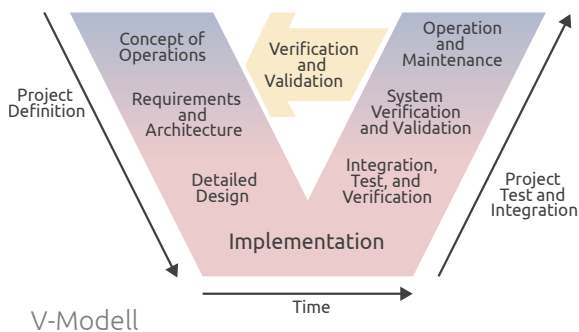 Concept of
Operations
Verification
and
Validation
Operation
and
Maintenance
Project
Definition
Requirements
and
Architecture
System
Verification
and Validation
Detailed
Design
Integration,
Test, and
Verification
Project
Test and
Integration
Implementation
Time
V-Modell